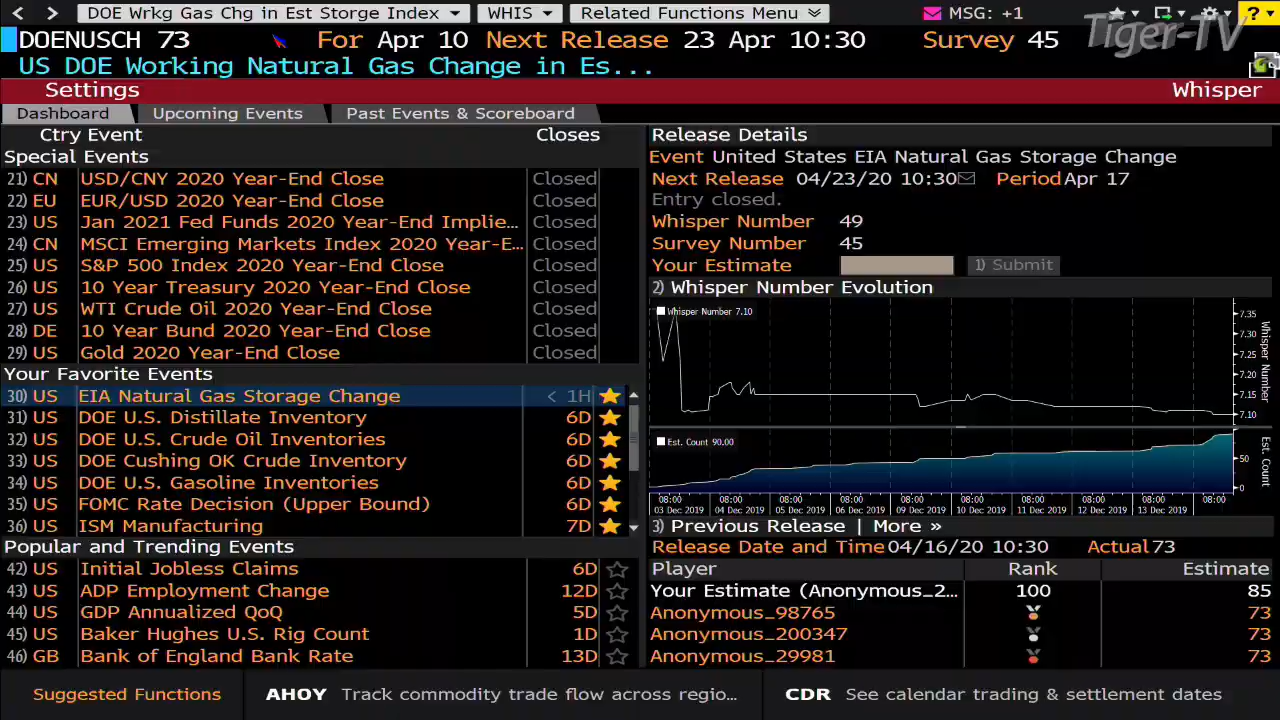 < > DOE Wrkg Gas Chg in Est Storge Index WHIS Related Functions Menu MSG: +1 ?
DOENUSCH 73 For Apr 10 Next Release 23 Apr 10:30 Survey 45 Tiger-TV
US DOE Working Natural Gas Change in Es...
Settings Whisper
Dashboard Upcoming Events Past Events & Scoreboard
Ctry Event Closes
Special Events
21) CN USD/CNY 2020 Year-End Close Closed
22) EU EUR/USD 2020 Year-End Close Closed
23) US Jan 2021 Fed Funds 2020 Year-End Implie... Closed
24) CN MSCI Emerging Markets Index 2020 Year-E... Closed
25) US S&P 500 Index 2020 Year-End Close Closed
26) US 10 Year Treasury 2020 Year-End Close Closed
27) US WTI Crude Oil 2020 Year-End Close Closed
28) DE 10 Year Bund 2020 Year-End Close Closed
29) US Gold 2020 Year-End Close Closed
Your Favorite Events
30) US EIA Natural Gas Storage Change < 1H
31) US DOE U.S. Distillate Inventory 6D
32) US DOE U.S. Crude Oil Inventories 6D
33) US DOE Cushing OK Crude Inventory 6D
34) US DOE U.S. Gasoline Inventories 6D
35) US FOMC Rate Decision (Upper Bound) 6D
36) US ISM Manufacturing 7D
Popular and Trending Events
42) US Initial Jobless Claims 6D
43) US ADP Employment Change 12D
44) US GDP Annualized QoQ 5D
45) US Baker Hughes U.S. Rig Count 1D
46) GB Bank of England Bank Rate 13D
Release Details
Event United States EIA Natural Gas Storage Change
Next Release 04/23/20 10:30 Period Apr 17
Entry closed.
Whisper Number 49
Survey Number 45
Your Estimate 1) Submit
2) Whisper Number Evolution
Whisper Number 7.10
7.35
7.30
7.25
7.20
7.15
7.10
Whisper Number
Est. Count 90.00
50
0
Est. Count
08:00 08:00 08:00 08:00 08:00 08:00 08:00 08:00 08:00 08:00
03 Dec 2019 04 Dec 2019 05 Dec 2019 06 Dec 2019 09 Dec 2019 10 Dec 2019 11 Dec 2019 12 Dec 2019 13 Dec 2019
3) Previous Release | More »
Release Date and Time 04/16/20 10:30 Actual 73
Player Rank Estimate
Your Estimate (Anonymous_2... 100 85
Anonymous_98765 73
Anonymous_200347 73
Anonymous_29981 73
Suggested Functions AHOY Track commodity trade flow across regio... CDR See calendar trading & settlement dates